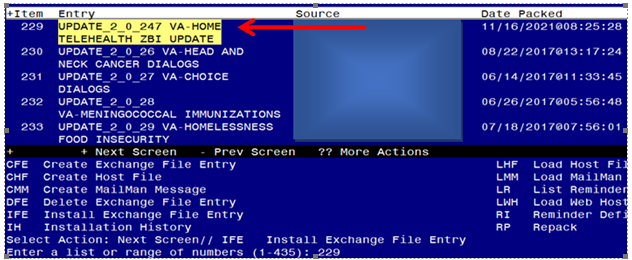 +Item Entry Source Date Packed
229 UPDATE_2_0_247 VA-HOME 11/16/2021@08:25:28
TELEHEALTH ZBI UPDATE
230 UPDATE_2_0_26 VA-HEAD AND 08/22/2017@13:17:24
NECK CANCER DIALOGS
231 UPDATE_2_0_27 VA-CHOICE 06/14/2017@11:33:45
DIALOGS
232 UPDATE_2_0_28 06/26/2017@05:56:48
VA-MENINGOCOCCAL IMMUNIZATIONS
233 UPDATE_2_0_29 VA-HOMELESSNESS 07/18/2017@07:56:01
FOOD INSECURITY
+ + Next Screen - Prev Screen ?? More Actions
CFE Create Exchange File Entry LHF Load Host Fil
CHF Create Host File LMM Load MailMan
CMM Create MailMan Message LR List Reminder
DFE Delete Exchange File Entry LWH Load Web Host
IFE Install Exchange File Entry RI Reminder Defi
IH Installation History RP Repack
Select Action: Next Screen// IFE Install Exchange File Entry
Enter a list or range of numbers (1-435): 229